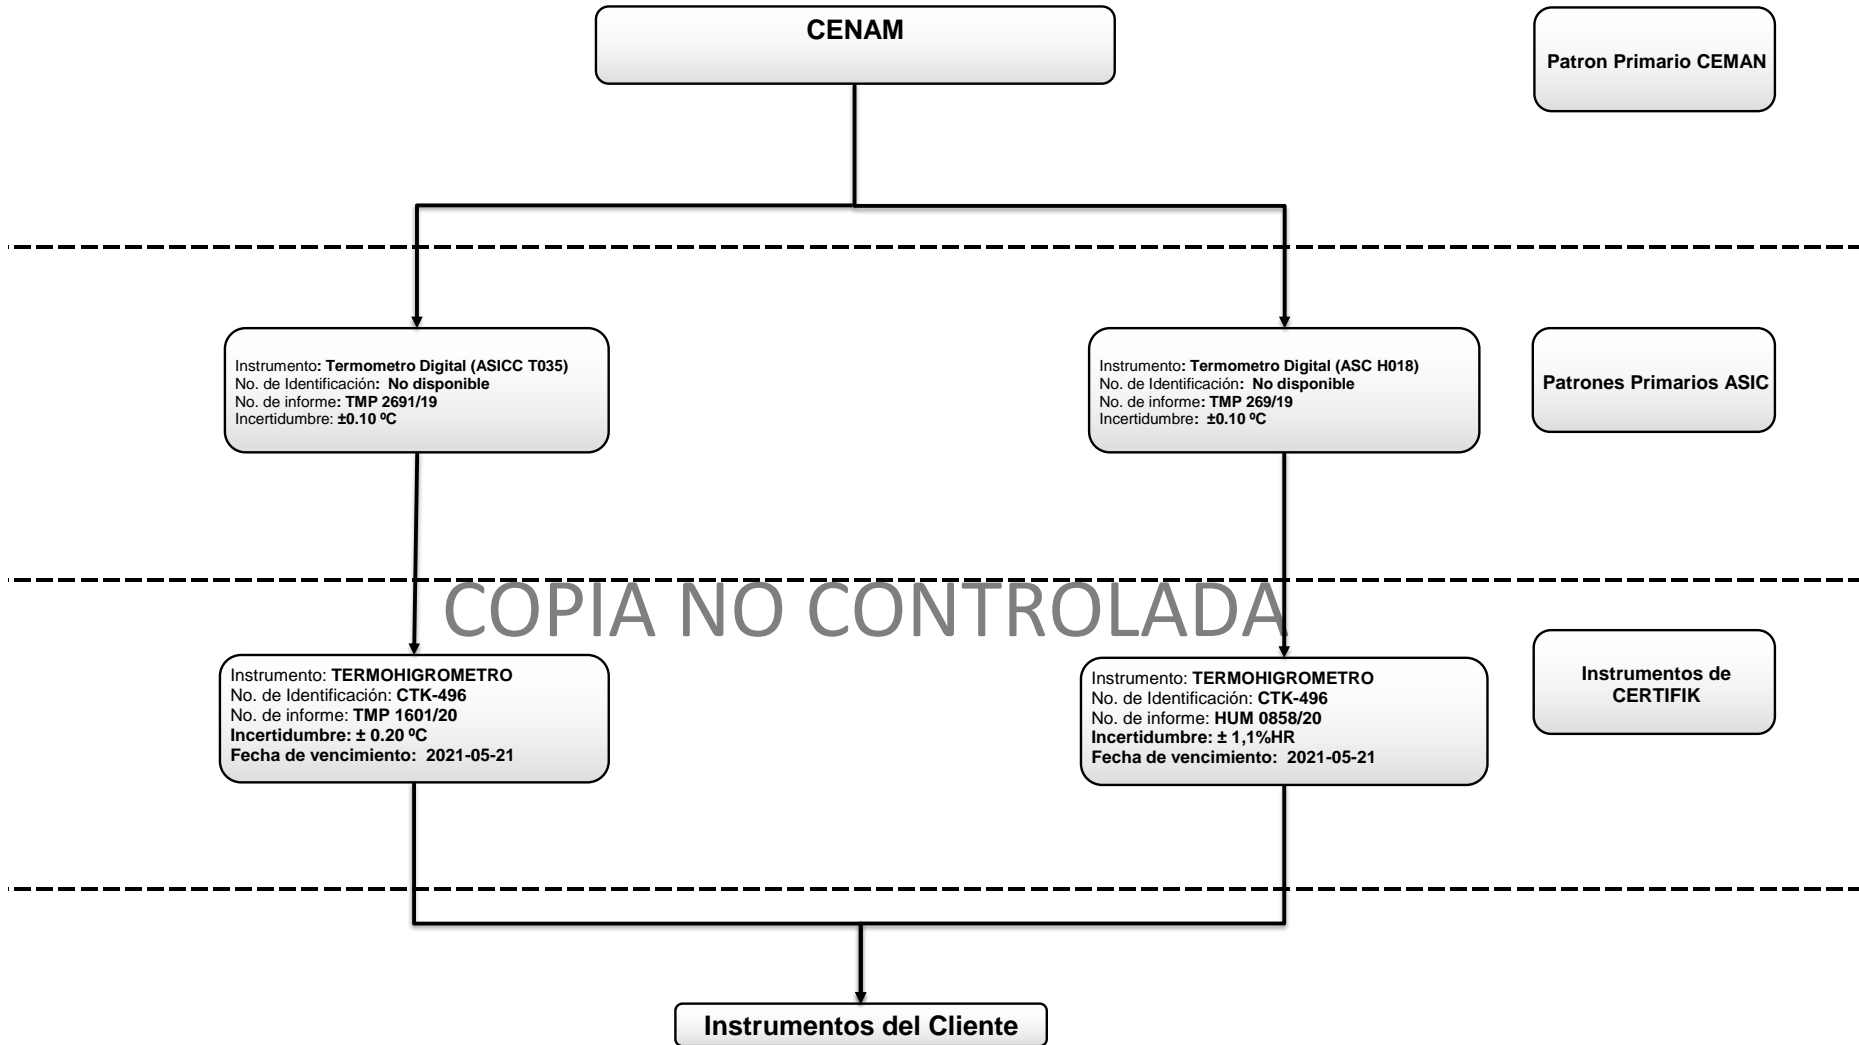 CENAM
Patron Primario CEMAN
Instrumento: Termometro Digital (ASICC T035)
No. de Identificación: No disponible
No. de informe: TMP 2691/19
Incertidumbre: ±0.10 ºC
Instrumento: Termometro Digital (ASC H018)
No. de Identificación: No disponible
No. de informe: TMP 269/19
Incertidumbre: ±0.10 ºC
Patrones Primarios ASIC
COPIA NO CONTROLADA
Instrumento: TERMOHIGROMETRO
No. de Identificación: CTK-496
No. de informe: TMP 1601/20
Incertidumbre: ± 0.20 ºC
Fecha de vencimiento: 2021-05-21
Instrumento: TERMOHIGROMETRO
No. de Identificación: CTK-496
No. de informe: HUM 0858/20
Incertidumbre: ± 1,1%HR
Fecha de vencimiento: 2021-05-21
Instrumentos de
CERTIFIK
Instrumentos del Cliente